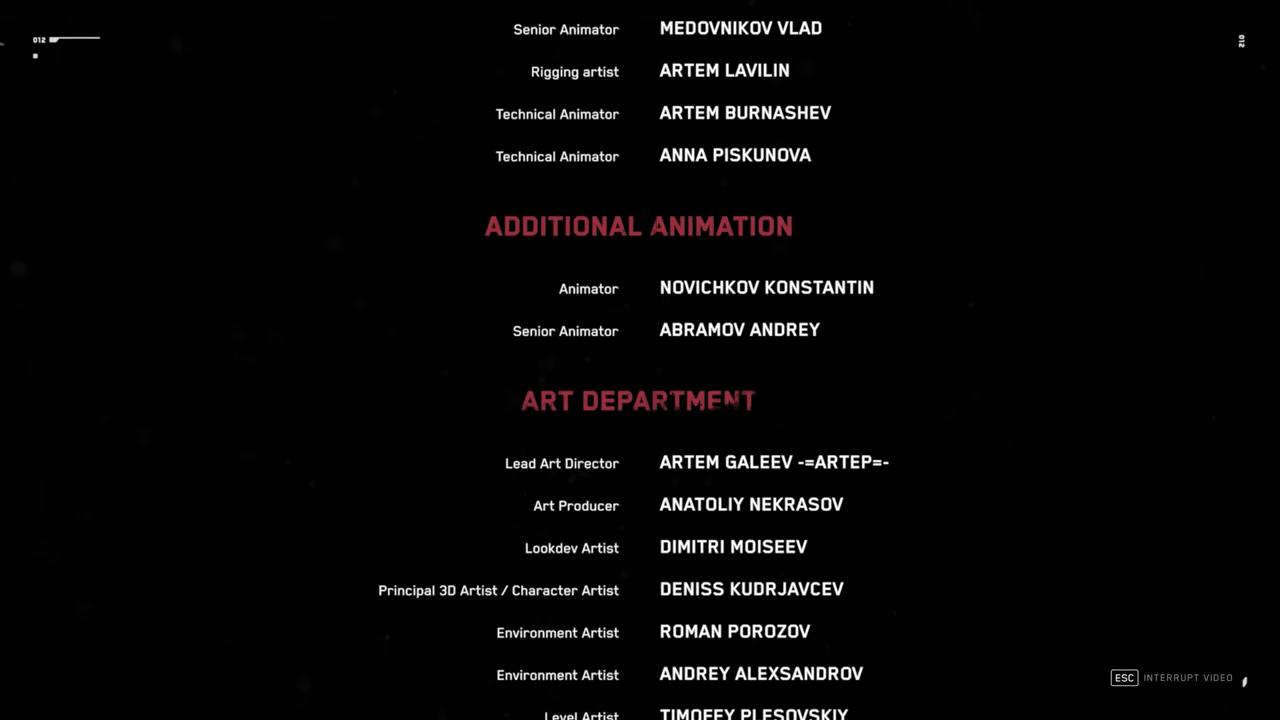 Senior Animator MEDOVNIKOV VLAD
012
012
Rigging artist ARTEM LAVILIN
Technical Animator ARTEM BURNASHEV
Technical Animator ANNA PISKUNOVA
ADDITIONAL ANIMATION
Animator NOVICHKOV KONSTANTIN
Senior Animator ABRAMOV ANDREY
ART DEPARTMENT
Lead Art Director ARTEM GALEEV -=ARTEP=-
Art Producer ANATOLIY NEKRASOV
Lookdev Artist DIMITRI MOISEEV
Principal 3D Artist / Character Artist DENISS KUDRJAVCEV
Environment Artist ROMAN POROZOV
Environment Artist ANDREY ALEXSANDROV
ESC INTERRUPT VIDEO
Level Artist TIMOFEY PLESOVSKIY